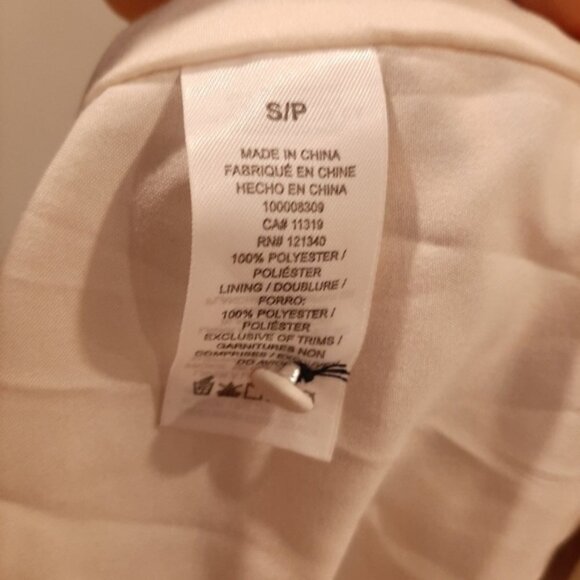 S/P
MADE IN CHINA
FABRIQUÉ EN CHINE
HECHO EN CHINA
100008309
CA# 11319
RN# 121340
100% POLYESTER /
POLIÉSTER
LINING / DOUBLURE /
FORRO:
100% POLYESTER /
POLIÉSTER
EXCLUSIVE OF TRIMS /
GARNITURES NON
COMPRISES /